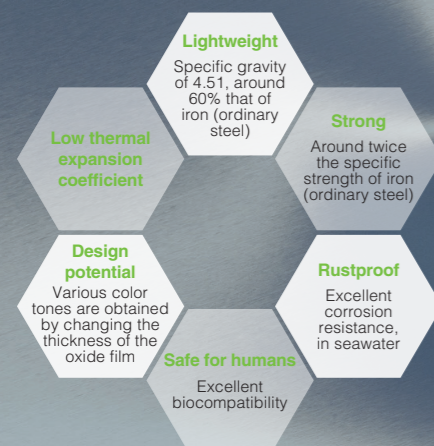 Lightweight
Specific gravity
of 4.51, around
60% that of
iron (ordinary
steel)
Strong
Around twice
the specific
strength of iron
(ordinary steel)
Low thermal
expansion
coefficient
Design
potential
Various color
tones are obtained
by changing the
thickness of the
oxide film
Rustproof
Excellent
corrosion
resistance,
in seawater
Safe for humans
Excellent
biocompatibility